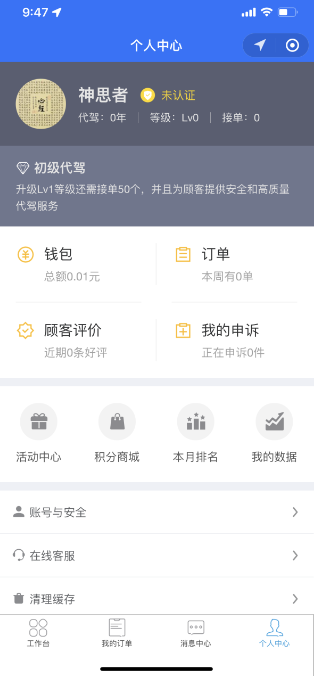 9:47
个人中心
心经
神思者 未认证
代驾：0年 等级：Lv0 接单：0
初级代驾
升级Lv1等级还需接单50个，并且为顾客提供安全和高质量
代驾服务
钱包 订单
总额0.01元 本周有0单
顾客评价 我的申诉
近期0条好评 正在申诉0件
活动中心 积分商城 本月排名 我的数据
账号与安全
在线客服
清理缓存
工作台 我的订单 消息中心 个人中心